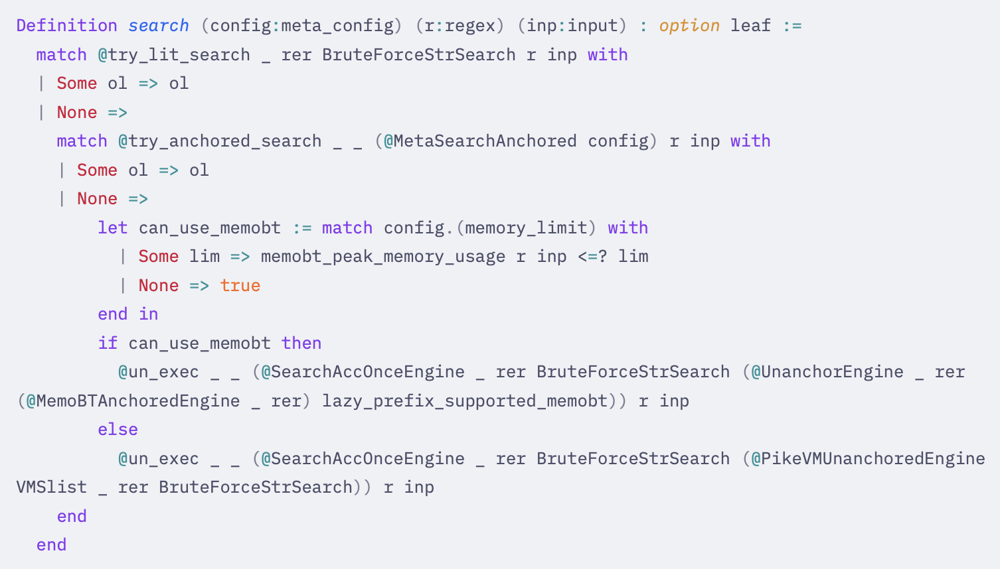 Definition search (config:meta_config) (r:regex) (inp:input) : option leaf :=
  match @try_lit_search _ rer BruteForceStrSearch r inp with
  | Some ol => ol
  | None =>
    match @try_anchored_search _ _ (@MetaSearchAnchored config) r inp with
    | Some ol => ol
    | None =>
        let can_use_memobt := match config.(memory_limit) with
          | Some lim => memobt_peak_memory_usage r inp <=? lim
          | None => true
        end in
        if can_use_memobt then
          @un_exec _ _ (@SearchAccOnceEngine _ rer BruteForceStrSearch (@UnanchorEngine _ rer
(@MemoBTAnchoredEngine _ rer) lazy_prefix_supported_memobt)) r inp
        else
          @un_exec _ _ (@SearchAccOnceEngine _ rer BruteForceStrSearch (@PikeVMUnanchoredEngine
VMSlist _ rer BruteForceStrSearch)) r inp
    end
  end